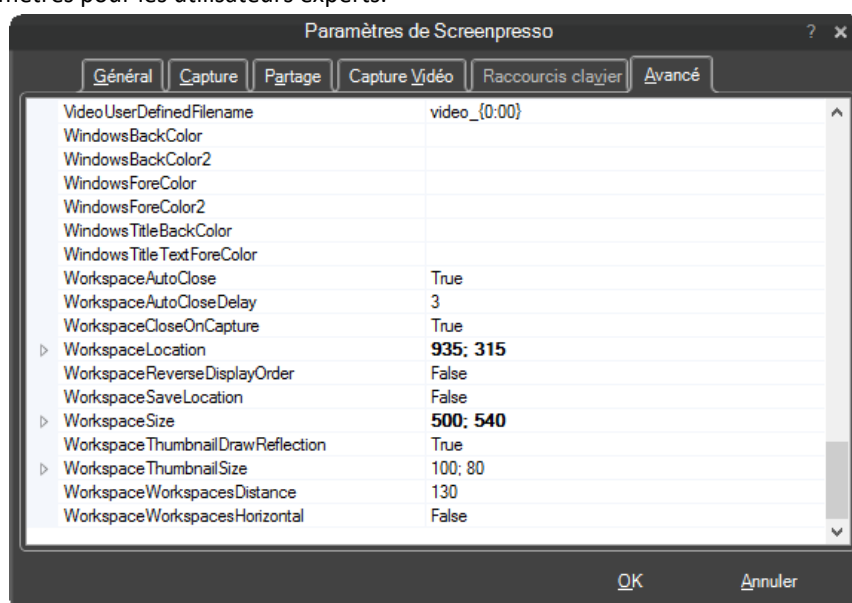 mètres pour les utilisateurs experts.
Paramètres de Screenpresso ? ×
Général Capture Partage Capture Vidéo Raccourcis clavier Avancé
VideoUserDefinedFilename video_{0:00}
WindowsBackColor
WindowsBackColor2
WindowsForeColor
WindowsForeColor2
WindowsTitleBackColor
WindowsTitleTextForeColor
WorkspaceAutoClose True
WorkspaceAutoCloseDelay 3
WorkspaceCloseOnCapture True
WorkspaceLocation 935; 315
WorkspaceReverseDisplayOrder False
WorkspaceSaveLocation False
WorkspaceSize 500; 540
WorkspaceThumbnailDrawReflection True
WorkspaceThumbnailSize 100; 80
WorkspaceWorkspacesDistance 130
WorkspaceWorkspacesHorizontal False
OK Annuler